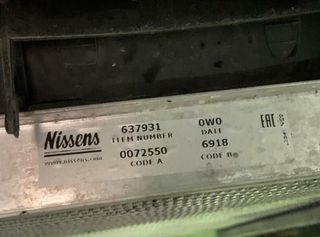 Nissens
www.nissens.com
637931
ITEM NUMBER
0W0
DATE
0072550
CODE A
6918
CODE B
EAC